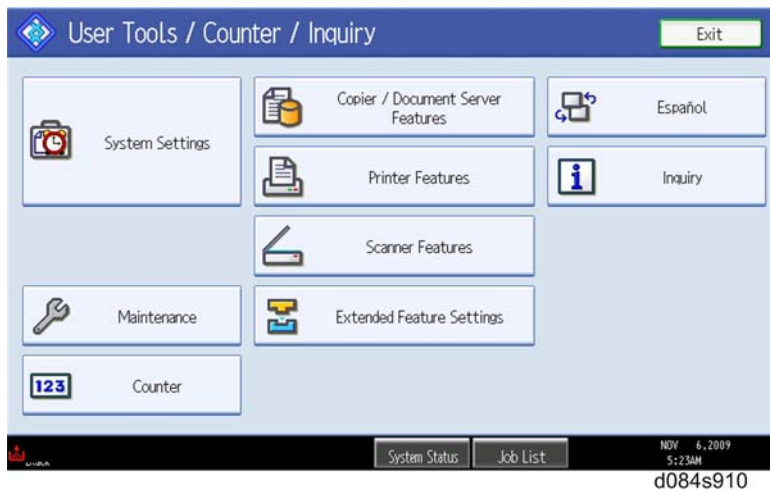 User Tools / Counter / Inquiry
Exit
System Settings
Copier / Document Server
Features
Español
Printer Features
Inquiry
Scanner Features
Maintenance
Extended Feature Settings
123
Counter
System Status
Job List
NOV 6,2009
5:23AM
d084s910